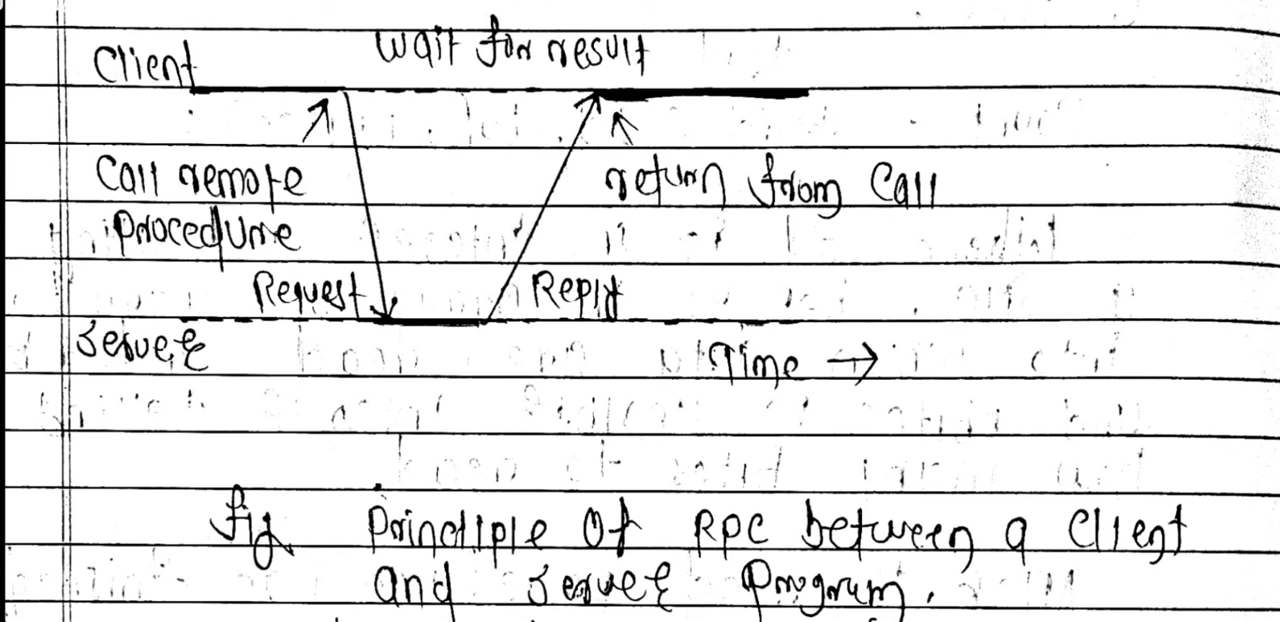 Client
wait for result
Call remote
return from Call
Procedure
Request
Reply
Server
Time →
fig Principle Of RPC between a Client
and Server Program.